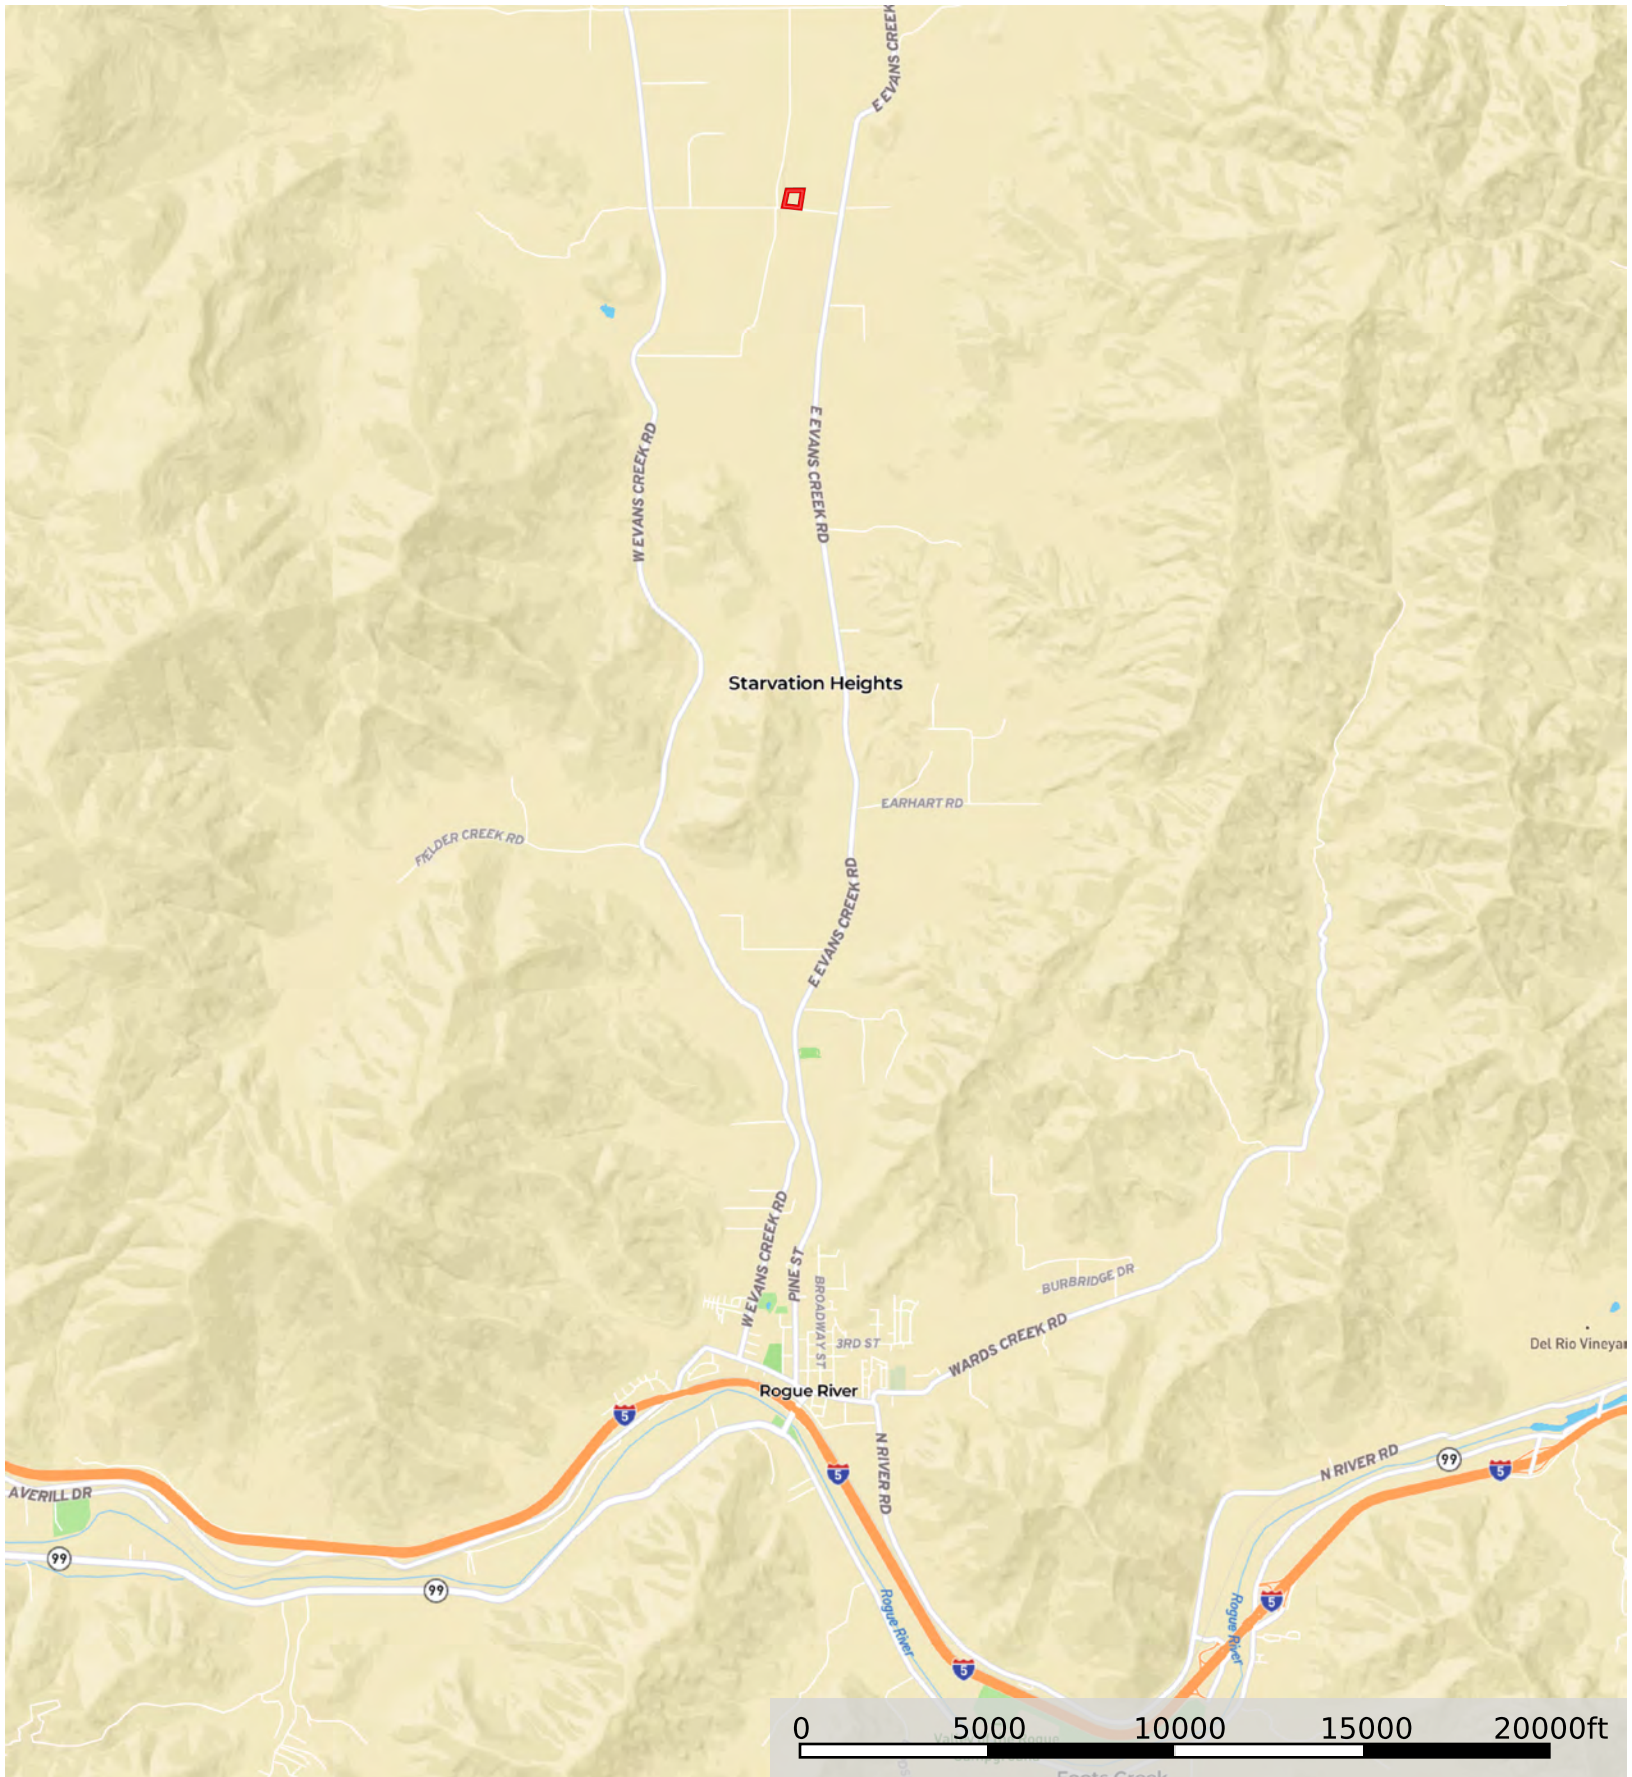 E EVANS CREEK
W EVANS CREEK RD
E EVANS CREEK RD
Starvation Heights
EARHART RD
FIELDER CREEK RD
E EVANS CREEK RD
W EVANS CREEK RD
PINE ST
BROADWAY ST
BURBRIDGE DR
3RD ST
WARDS CREEK RD
Del Rio Vineyar
Rogue River
5
N RIVER RD
5
N RIVER RD
99
5
AVERILL DR
99
99
Rogue River
Rogue River
5
5
0 5000 10000 15000 20000ft